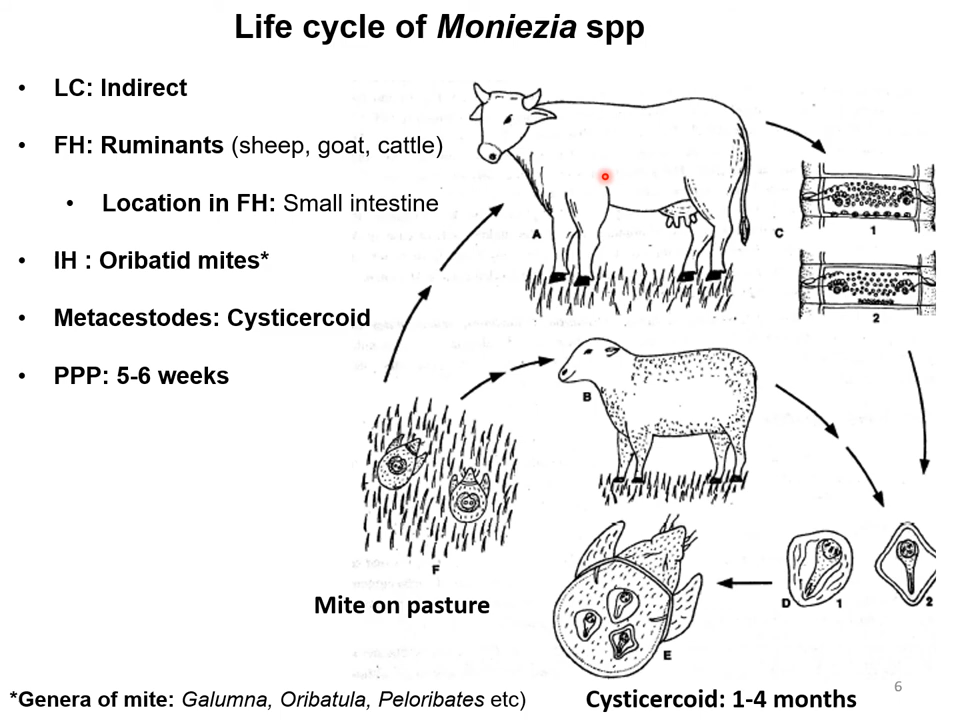 Life cycle of Moniezia spp
• LC: Indirect
• FH: Ruminants (sheep, goat, cattle)
• Location in FH: Small intestine
• IH : Oribatid mites*
• Metacestodes: Cysticercoid
• PPP: 5-6 weeks
A
C
1
2
B
F
Mite on pasture
D
1
2
E
*Genera of mite: Galumna, Oribatula, Peloribates etc)
Cysticercoid: 1-4 months
6